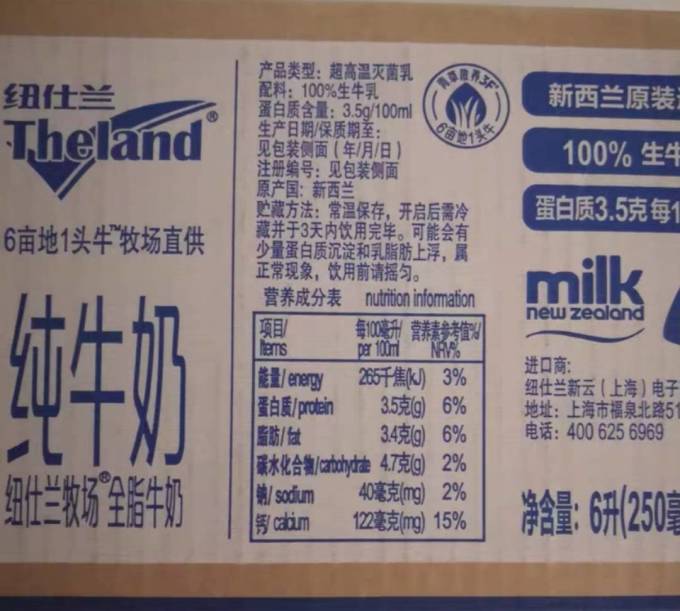 纽仕兰
Theland®
6亩地1头牛™牧场直供
纯牛奶
纽仕兰牧场®全脂牛奶
产品类型：超高温灭菌乳
配料：100%生牛乳
蛋白质含量：3.5g/100ml
生产日期/保质期至：
见包装侧面（年/月/日）
注册编号：见包装侧面
原产国：新西兰
贮藏方法：常温保存，开启后需冷
藏并于3天内饮用完毕。可能会有
少量蛋白质沉淀和乳脂肪上浮，属
正常现象，饮用前请摇匀。
营养成分表 nutrition information
项目/ 每100毫升/ 营养素参考值%/
Items per 100ml NRV%
能量/energy 265千焦(kJ) 3%
蛋白质/protein 3.5克(g) 6%
脂肪/fat 3.4克(g) 6%
碳水化合物/carbohydrate 4.7克(g) 2%
钠/sodium 40毫克(mg) 2%
钙/calcium 122毫克(mg) 15%
6亩地1头牛
新西兰原装
100% 生牛
蛋白质3.5克每1
milk
new zealand
进口商：
纽仕兰新云（上海）电子
地址：上海市福泉北路51
电话：400 625 6969
净含量：6升(250毫